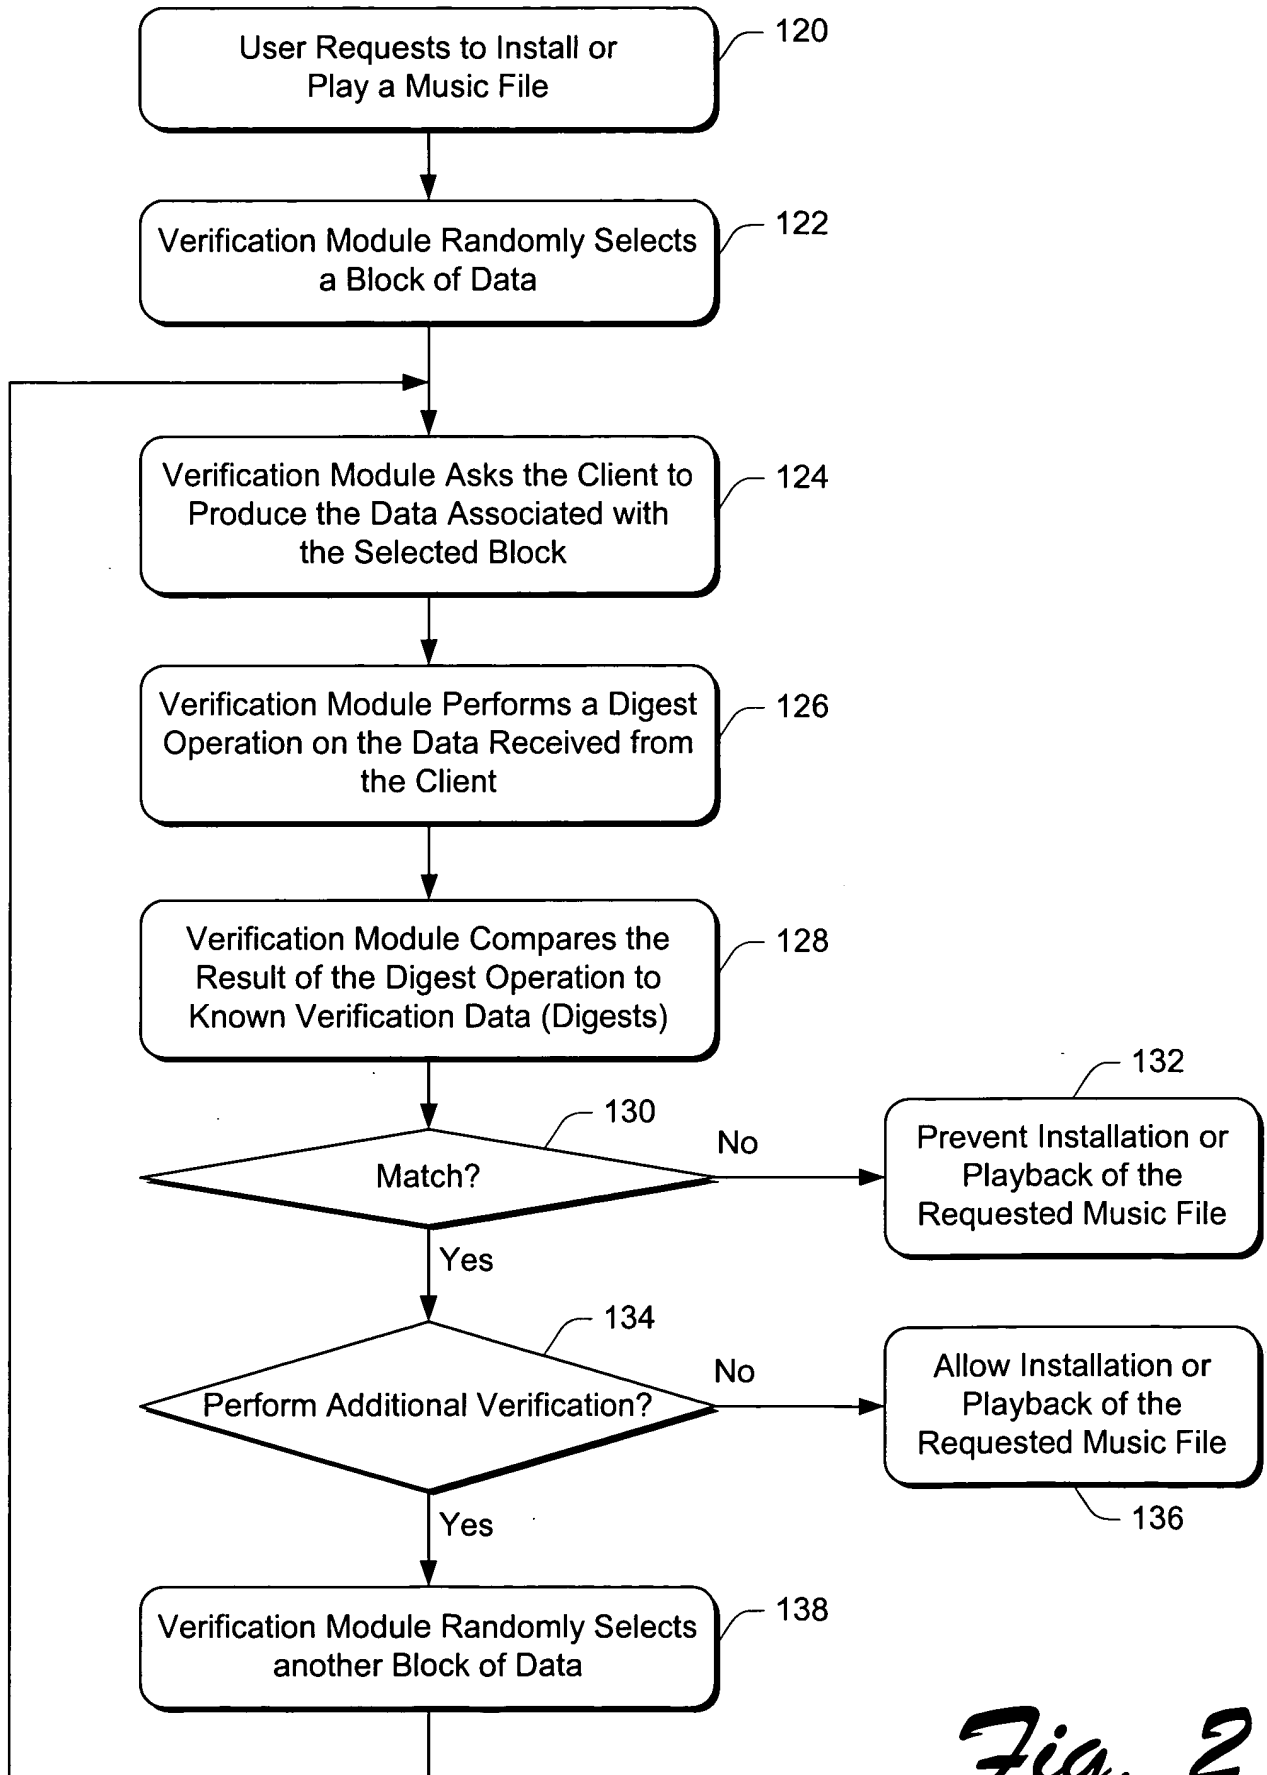 User Requests to Install or
Play a Music File
120
Verification Module Randomly Selects
a Block of Data
122
Verification Module Asks the Client to
Produce the Data Associated with
the Selected Block
124
Verification Module Performs a Digest
Operation on the Data Received from
the Client
126
Verification Module Compares the
Result of the Digest Operation to
Known Verification Data (Digests)
128
130
Match?
No
132
Prevent Installation or
Playback of the
Requested Music File
Yes
134
Perform Additional Verification?
No
Allow Installation or
Playback of the
Requested Music File
136
Yes
Verification Module Randomly Selects
another Block of Data
138
Fig. 2